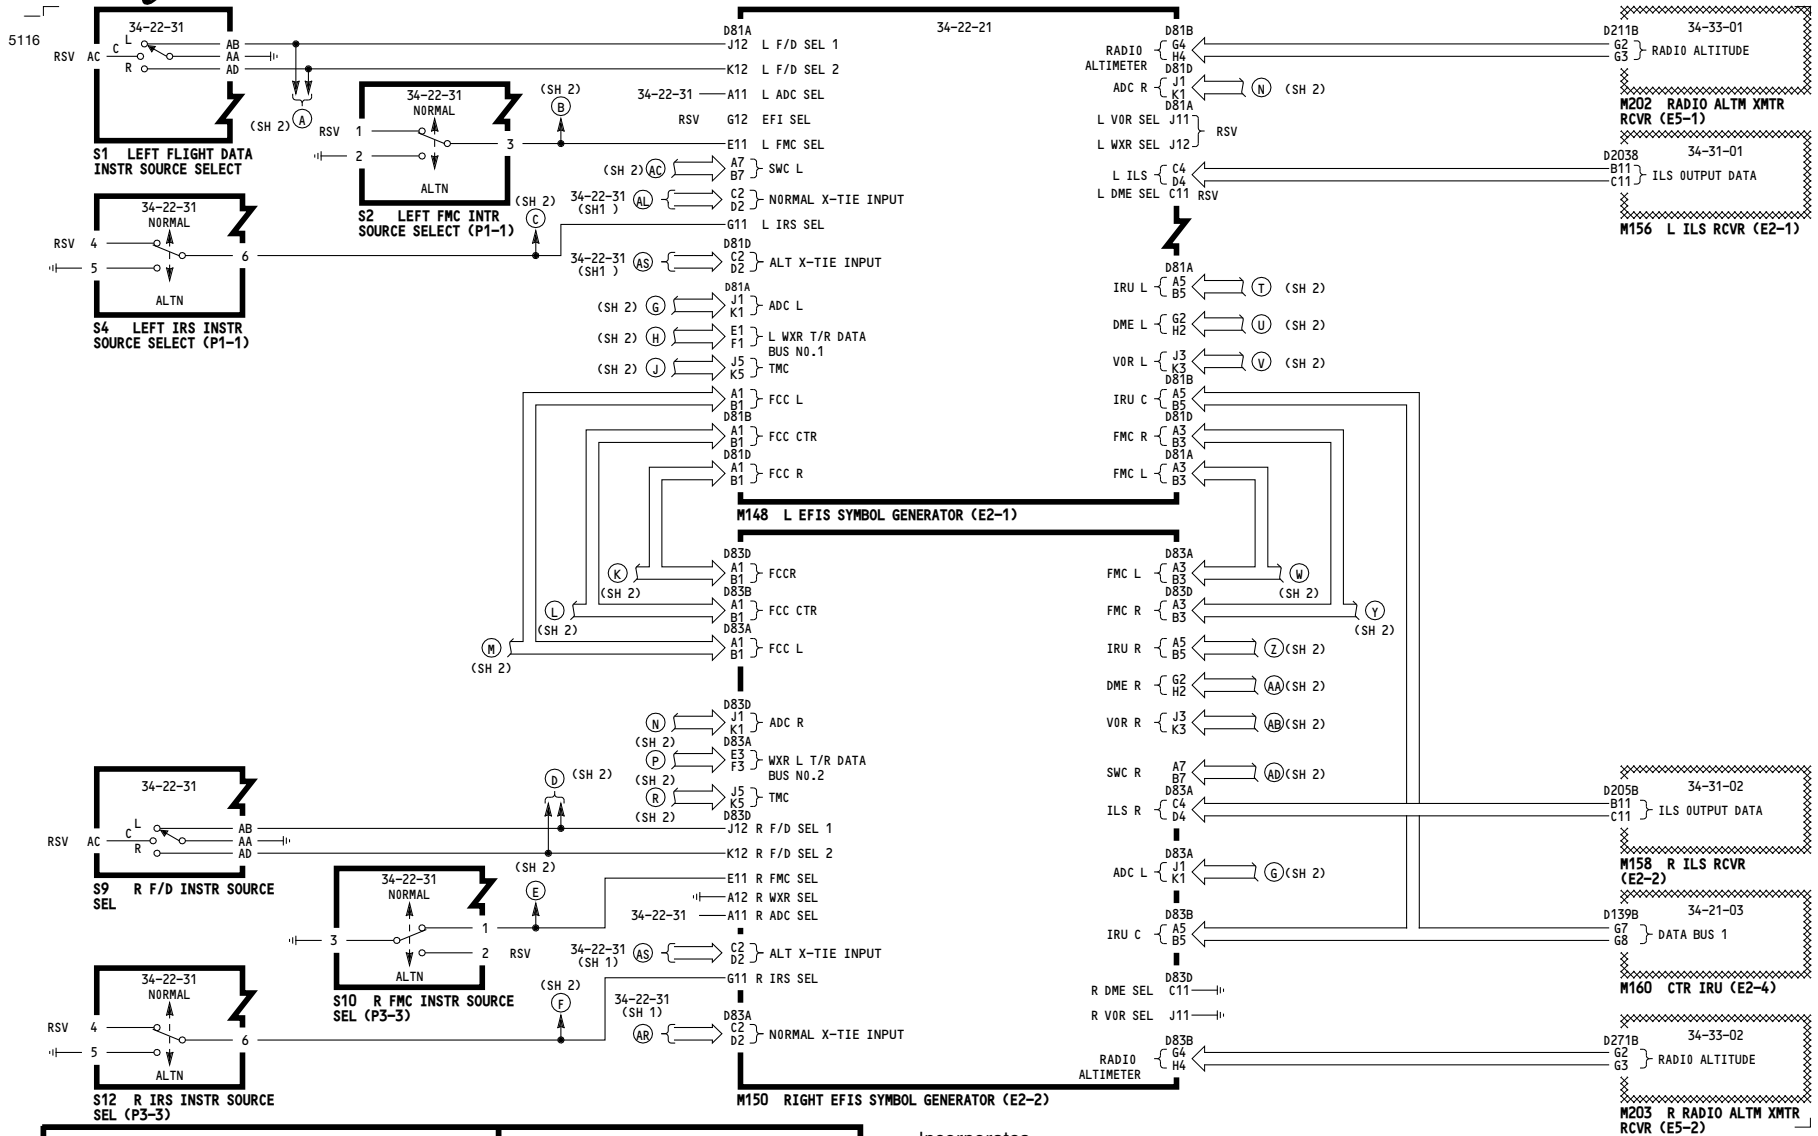 5116
34-22-31
RSV AC C L AB
AA
R AD
(SH 2) A
S1 LEFT FLIGHT DATA
INSTR SOURCE SELECT
34-22-31
NORMAL
RSV 1
2
3
ALTN
(SH 2)
B
S2 LEFT FMC INTR
SOURCE SELECT (P1-1)
34-22-31
NORMAL
RSV 4
5
6
ALTN
(SH 2)
C
S4 LEFT IRS INSTR
SOURCE SELECT (P1-1)
34-22-21
D81A
J12 L F/D SEL 1
K12 L F/D SEL 2
34-22-31 A11 L ADC SEL
RSV G12 EFI SEL
E11 L FMC SEL
(SH 2) AC A7
B7 SWC L
34-22-31
(SH1 ) AL C2
D2 NORMAL X-TIE INPUT
G11 L IRS SEL
D81D
34-22-31
(SH1 ) AS C2
D2 ALT X-TIE INPUT
D81A
(SH 2) G J1
K1 ADC L
(SH 2) H E1
F1 L WXR T/R DATA
BUS NO.1
(SH 2) J J5
K5 TMC
A1
B1 FCC L
D81B
A1
B1 FCC CTR
D81D
A1
B1 FCC R
D81B
RADIO
ALTIMETER G4
H4
D81D
ADC R J1
K1 N (SH 2)
D81A
L VOR SEL J11
L WXR SEL J12
RSV
L ILS C4
D4
L DME SEL C11 RSV
D81A
IRU L A5
B5 T (SH 2)
DME L G2
H2 U (SH 2)
VOR L J3
K3 V (SH 2)
D81B
IRU C A5
B5
D81D
FMC R A3
B3
D81A
FMC L A3
B3
M148 L EFIS SYMBOL GENERATOR (E2-1)
34-33-01
D211B
G2
G3 RADIO ALTITUDE
M202 RADIO ALTM XMTR
RCVR (E5-1)
34-31-01
D2038
B11
C11 ILS OUTPUT DATA
M156 L ILS RCVR (E2-1)
D83D
K
(SH 2) A1
B1 FCCR
D83B
L
(SH 2) A1
B1 FCC CTR
D83A
M
(SH 2) A1
B1 FCC L
D83D
N
(SH 2) J1
K1 ADC R
D83A
P
(SH 2) E3
F3 WXR L T/R DATA
BUS NO.2
R
(SH 2) J5
K5 TMC
D83D
J12 R F/D SEL 1
K12 R F/D SEL 2
E11 R FMC SEL
A12 R WXR SEL
34-22-31 A11 R ADC SEL
34-22-31
(SH 1) AS C2
D2 ALT X-TIE INPUT
G11 R IRS SEL
34-22-31
(SH 1)
AR
D83A
C2
D2 NORMAL X-TIE INPUT
34-22-31
RSV AC C L AB
AA
R AD
D (SH 2)
S9 R F/D INSTR SOURCE
SEL
34-22-31
NORMAL
3
1
2 RSV
ALTN
(SH 2)
E
S10 R FMC INSTR SOURCE
SEL (P3-3)
34-22-31
NORMAL
RSV 4
5
6
ALTN
(SH 2)
F
S12 R IRS INSTR SOURCE
SEL (P3-3)
D83A
FMC L A3
B3 W
(SH 2)
D83D
FMC R A3
B3 Y
(SH 2)
IRU R A5
B5 Z (SH 2)
DME R G2
H2 AA (SH 2)
VOR R J3
K3 AB (SH 2)
SWC R A7
B7 AD (SH 2)
D83A
ILS R C4
D4
D83A
ADC L J1
K1 G (SH 2)
D83B
IRU C A5
B5
D83D
R DME SEL C11
R VOR SEL J11
D83B
RADIO
ALTIMETER G4
H4
M150 RIGHT EFIS SYMBOL GENERATOR (E2-2)
34-31-02
D205B
B11
C11 ILS OUTPUT DATA
M158 R ILS RCVR
(E2-2)
34-21-03
D139B
G7
G8 DATA BUS 1
M160 CTR IRU (E2-4)
34-33-02
D271B
G2
G3 RADIO ALTITUDE
M203 R RADIO ALTM XMTR
RCVR (E5-2)